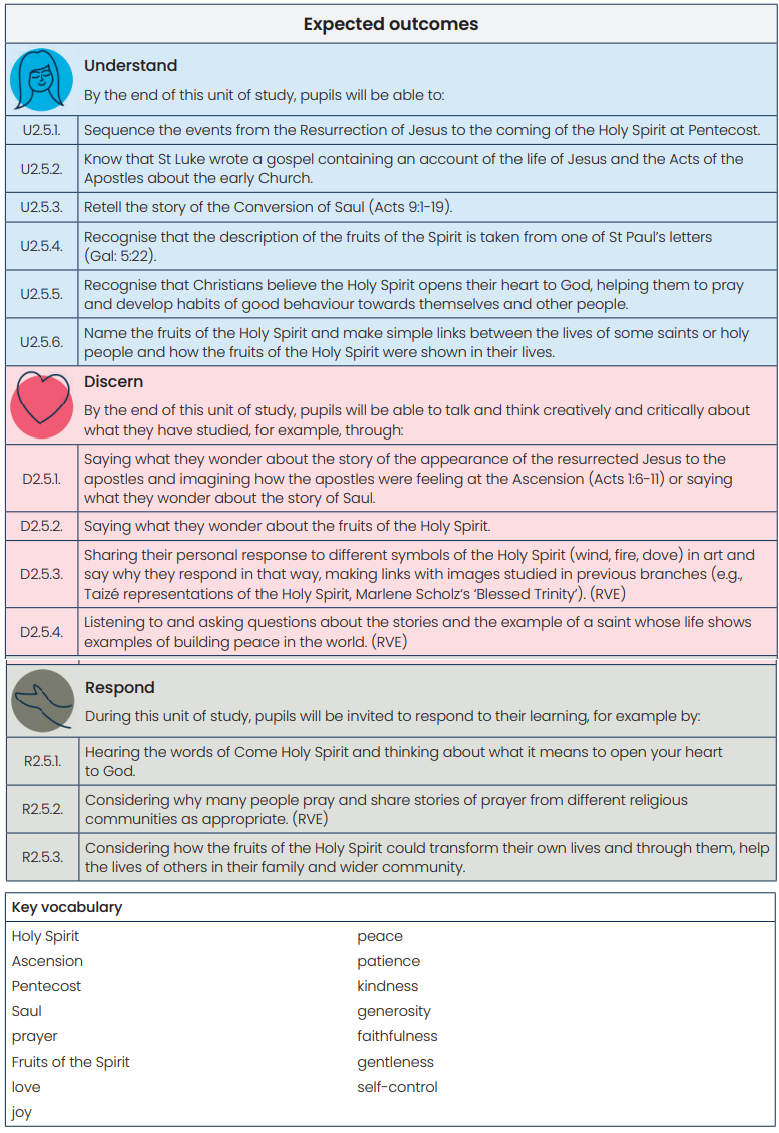 Expected outcomes
Understand
By the end of this unit of study, pupils will be able to:
U2.5.1. Sequence the events from the Resurrection of Jesus to the coming of the Holy Spirit at Pentecost.
U2.5.2. Know that St Luke wrote a gospel containing an account of the life of Jesus and the Acts of the
Apostles about the early Church.
U2.5.3. Retell the story of the Conversion of Saul (Acts 9:1-19).
U2.5.4. Recognise that the description of the fruits of the Spirit is taken from one of St Paul's letters
(Gal: 5:22).
U2.5.5. Recognise that Christians believe the Holy Spirit opens their heart to God, helping them to pray
and develop habits of good behaviour towards themselves and other people.
U2.5.6. Name the fruits of the Holy Spirit and make simple links between the lives of some saints or holy
people and how the fruits of the Holy Spirit were shown in their lives.
Discern
By the end of this unit of study, pupils will be able to talk and think creatively and critically about
what they have studied, for example, through:
D2.5.1. Saying what they wonder about the story of the appearance of the resurrected Jesus to the
apostles and imagining how the apostles were feeling at the Ascension (Acts 1:6-11) or saying
what they wonder about the story of Saul.
D2.5.2. Saying what they wonder about the fruits of the Holy Spirit.
D2.5.3. Sharing their personal response to different symbols of the Holy Spirit (wind, fire, dove) in art and
say why they respond in that way, making links with images studied in previous branches (e.g.,
Taizé representations of the Holy Spirit, Marlene Scholz's 'Blessed Trinity'). (RVE)
D2.5.4. Listening to and asking questions about the stories and the example of a saint whose life shows
examples of building peace in the world. (RVE)
Respond
During this unit of study, pupils will be invited to respond to their learning, for example by:
R2.5.1. Hearing the words of Come Holy Spirit and thinking about what it means to open your heart
to God.
R2.5.2. Considering why many people pray and share stories of prayer from different religious
communities as appropriate. (RVE)
R2.5.3. Considering how the fruits of the Holy Spirit could transform their own lives and through them, help
the lives of others in their family and wider community.
Key vocabulary
Holy Spirit
Ascension
Pentecost
Saul
prayer
Fruits of the Spirit
love
joy
peace
patience
kindness
generosity
faithfulness
gentleness
self-control